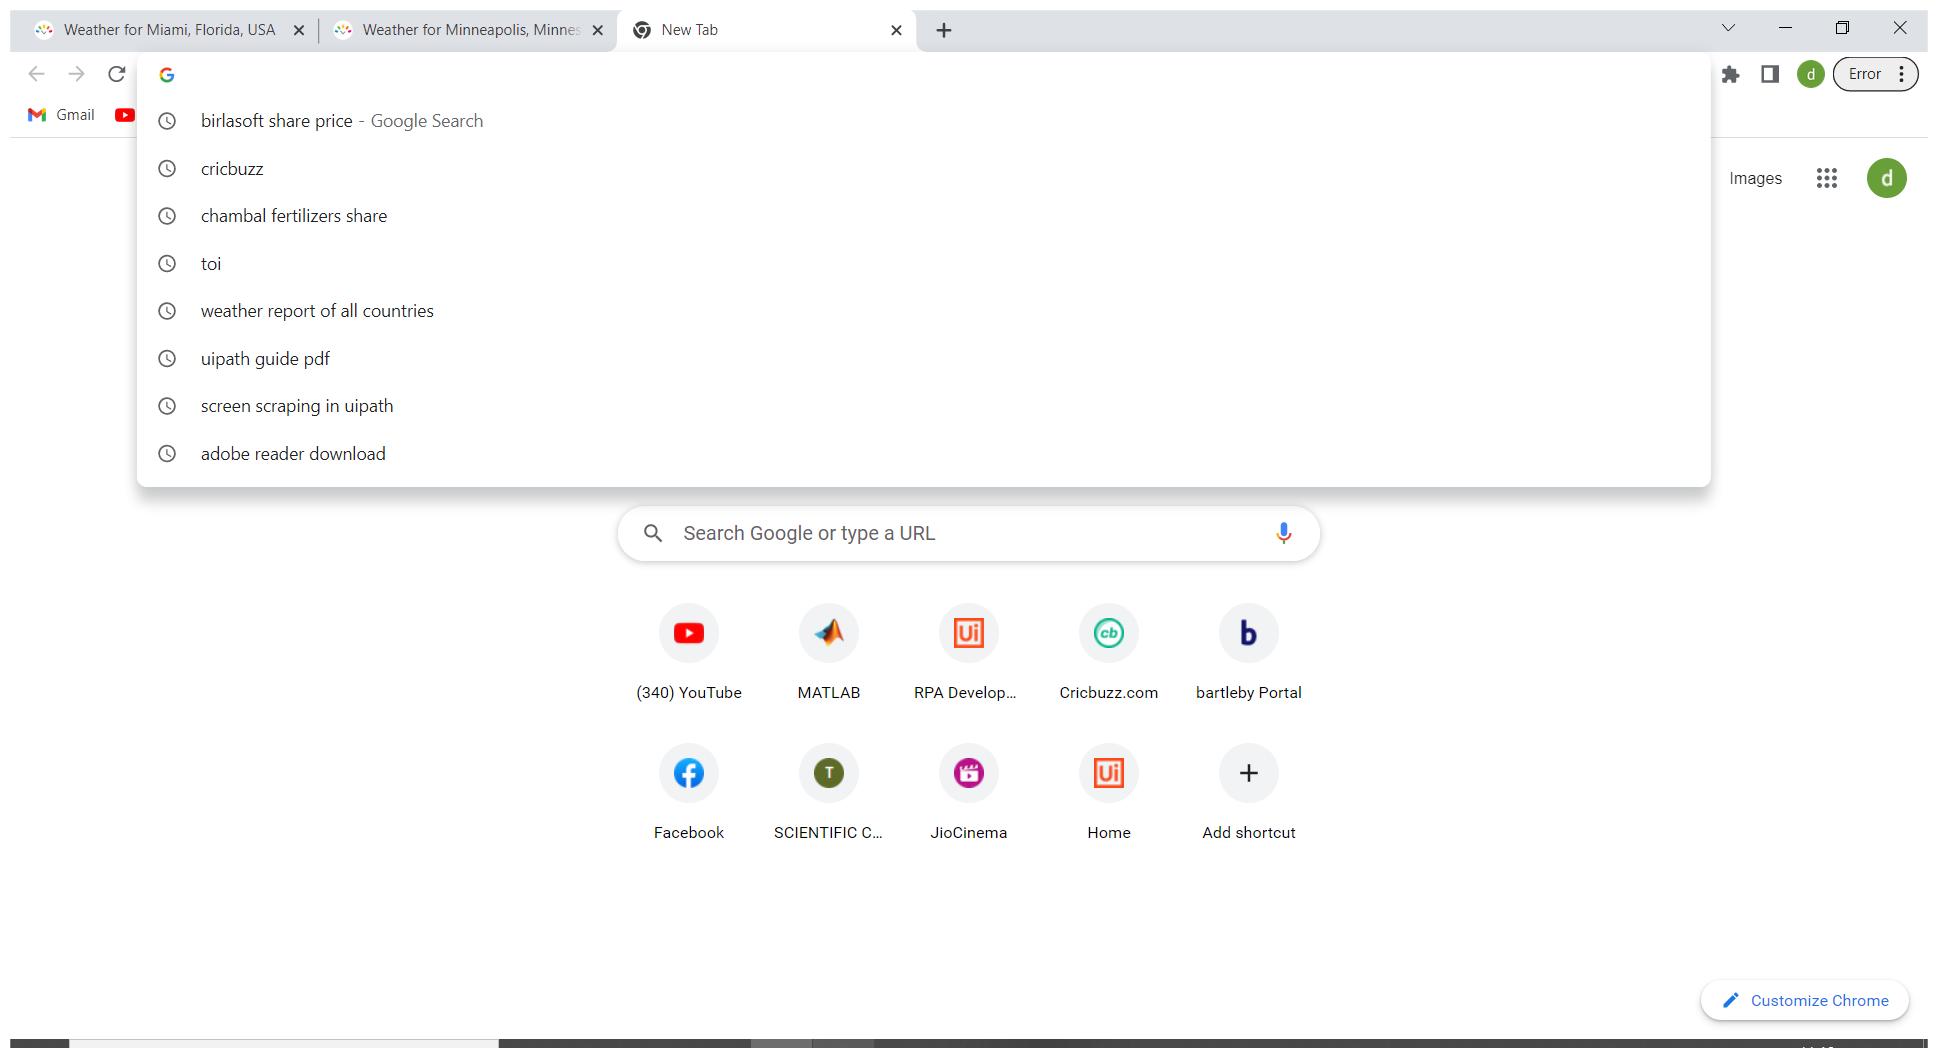 Weather for Miami, Florida, USA
Weather for Minneapolis, Minnes
New Tab
d
Error
Gmail
birlasoft share price - Google Search
cricbuzz
chambal fertilizers share
toi
weather report of all countries
uipath guide pdf
screen scraping in uipath
adobe reader download
Images
d
Search Google or type a URL
Ui
cb
b
(340) YouTube
MATLAB
RPA Develop...
Cricbuzz.com
bartleby Portal
T
Ui
Facebook
SCIENTIFIC C...
JioCinema
Home
Add shortcut
Customize Chrome